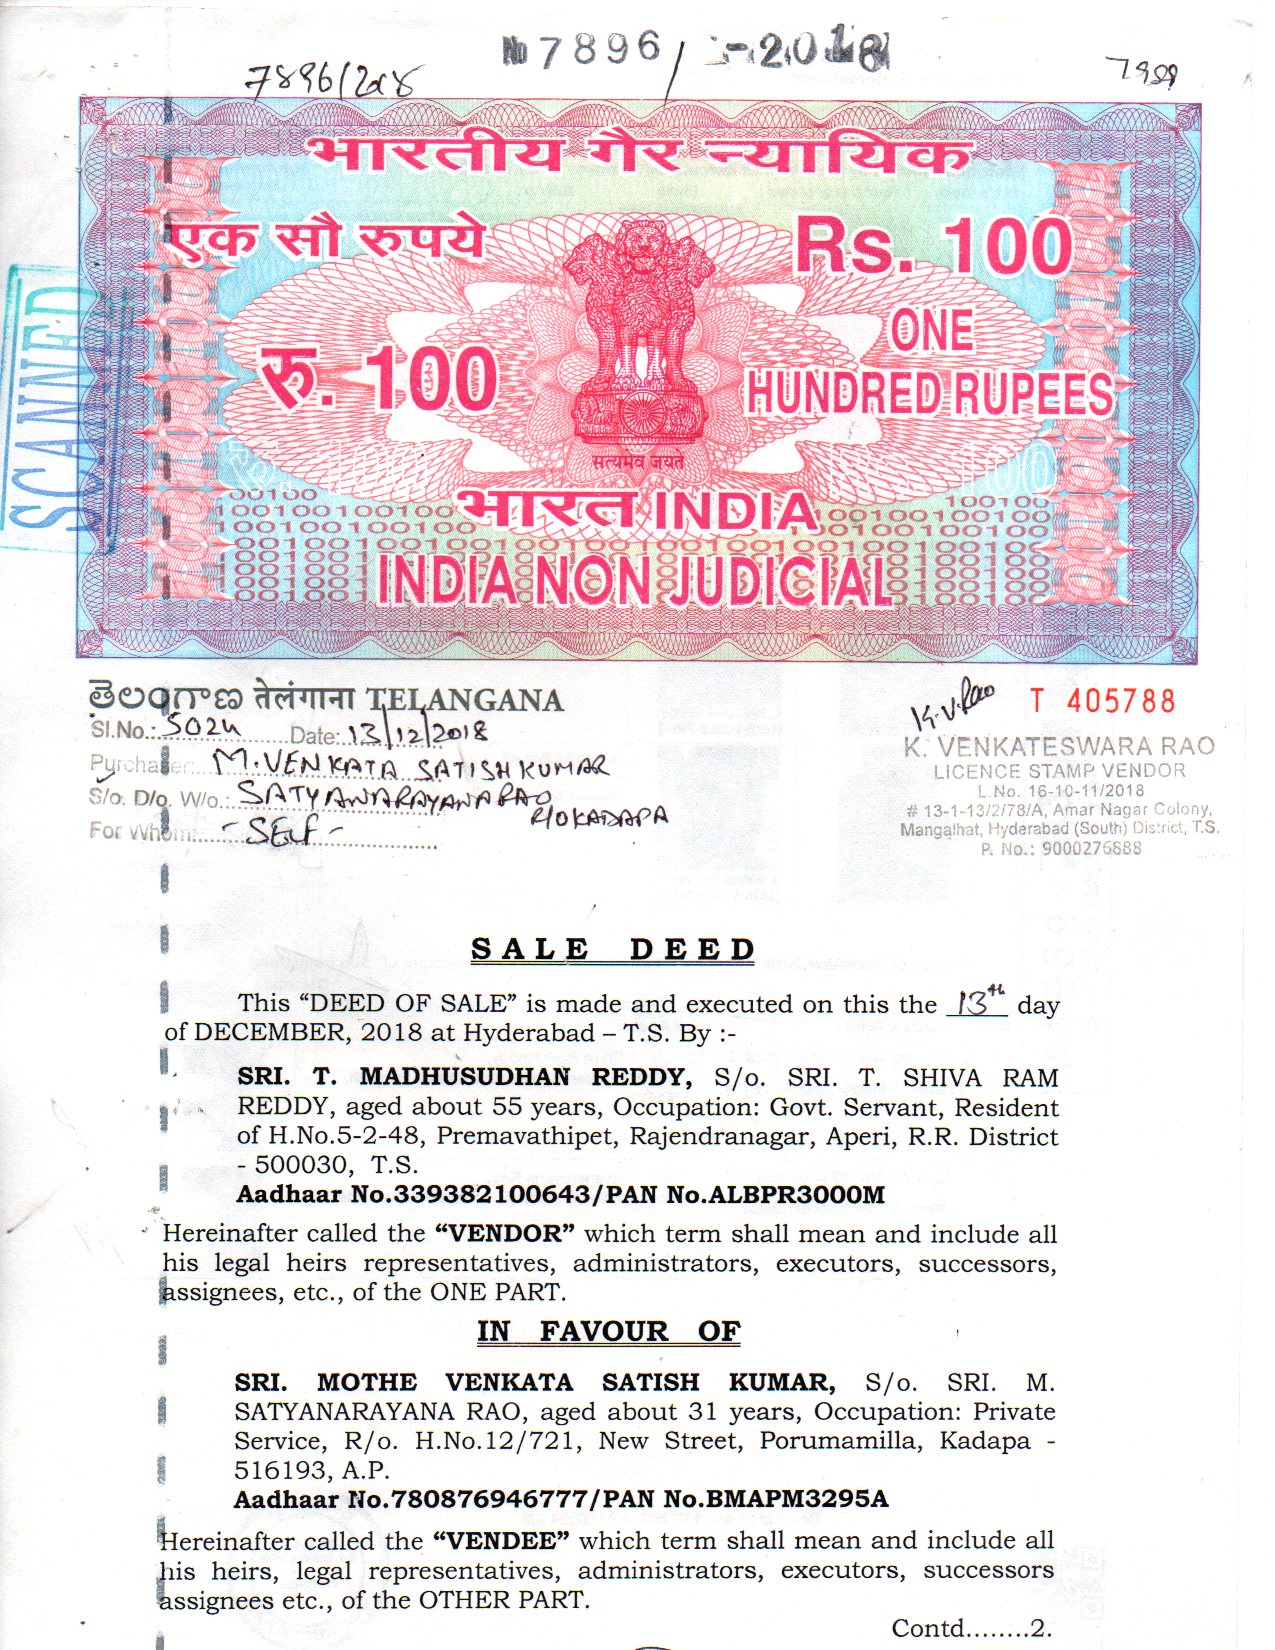 No 7896 / 2018
7896/2018
7989
भारतीय गैर न्यायिक
एक सौ रुपये
Rs. 100
रु. 100
ONE
HUNDRED RUPEES
सत्यमेव जयते
भारत INDIA
INDIA NON JUDICIAL
SCANNED
తెలంగాణ तेलंगाना TELANGANA
K.V.Rao
T 405788
Sl.No.: 5024 Date: 13/12/2018
Purchaser: M.VENKATA SATISH KUMAR
S/o. D/o. W/o.: SATYANARAYANARAO
R/O KADAPA
For Whom: -SELF-
K. VENKATESWARA RAO
LICENCE STAMP VENDOR
L.No. 16-10-11/2018
# 13-1-13/2/78/A, Amar Nagar Colony,
Mangalhat, Hyderabad (South) District, T.S.
P. No.: 9000276888
SALE DEED
This “DEED OF SALE” is made and executed on this the 13th day
of DECEMBER, 2018 at Hyderabad – T.S. By :-
SRI. T. MADHUSUDHAN REDDY, S/o. SRI. T. SHIVA RAM
REDDY, aged about 55 years, Occupation: Govt. Servant, Resident
of H.No.5-2-48, Premavathipet, Rajendranagar, Aperi, R.R. District
- 500030, T.S.
Aadhaar No.339382100643/PAN No.ALBPR3000M
Hereinafter called the “VENDOR” which term shall mean and include all
his legal heirs representatives, administrators, executors, successors,
assignees, etc., of the ONE PART.
IN FAVOUR OF
SRI. MOTHE VENKATA SATISH KUMAR, S/o. SRI. M.
SATYANARAYANA RAO, aged about 31 years, Occupation: Private
Service, R/o. H.No.12/721, New Street, Porumamilla, Kadapa -
516193, A.P.
Aadhaar No.780876946777/PAN No.BMAPM3295A
Hereinafter called the “VENDEE” which term shall mean and include all
his heirs, legal representatives, administrators, executors, successors
assignees etc., of the OTHER PART.
Contd........2.